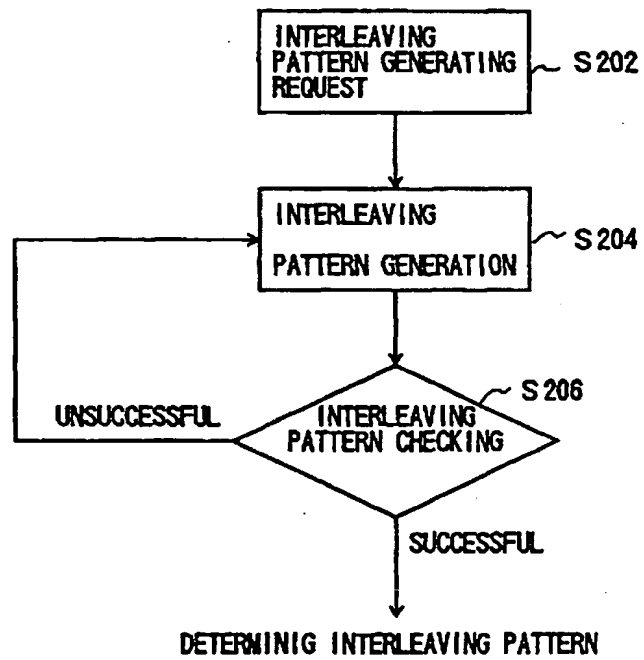 INTERLEAVING
PATTERN GENERATING
REQUEST
S202
INTERLEAVING
PATTERN GENERATION
S204
S206
UNSUCCESSFUL
INTERLEAVING
PATTERN CHECKING
SUCCESSFUL
DETERMINIG INTERLEAVING PATTERN